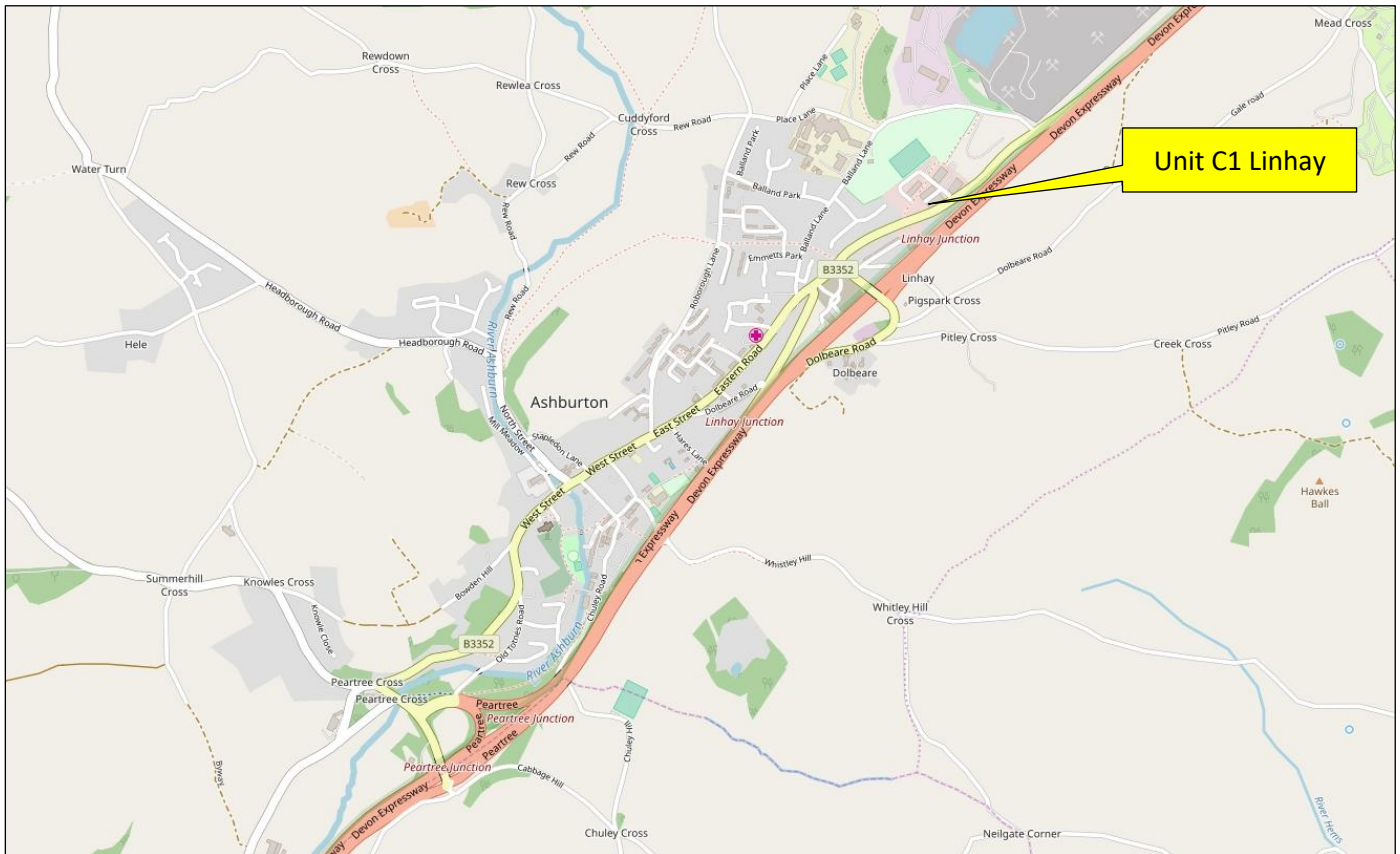 Devon Expressway
Mead Cross
Rewdown
Cross
Rewlea Cross
Place Lane
Cuddyford
Cross
Rew Road
Place Lane
Gale road
Devon Expressway
Unit C1 Linhay
Water Turn
Rew Road
Rew Cross
Balland Park
Balland Lane
Balland Park
Rew Road
Balland Lane
Devon Expressway
Linhay Junction
Roborough Lane
Emmetts Park
B3352
Linhay
Dolbeare Road
Pigspark Cross
Headborough Road
Rew Road
Pitley Road
Hele
Headborough Road
River Ashburn
Pitley Cross
Creek Cross
Eastern Road
Dolbeare Road
Dolbeare
Ashburton
North Street
Mill Meadow
Dolbeare Road
Linhay Junction
East Street
Stapledon Lane
Hares Lane
West Street
Devon Expressway
West Street
Hawkes
Ball
n Expressway
Whistley Hill
Summerhill
Cross
Knowles Cross
Bowden Hill
Chuley Road
Knowle Close
Old Totnes Road
Whitley Hill
Cross
B3352
River Ashburn
Peartree Cross
Peartree Cross
Peartree
Peartree Junction
Peartree
Peartree
Chuley Hill
Peartree Junction
Byway
Cabbage Hill
Devon Expressway
River Hems
Chuley Cross
Neilgate Corner
way